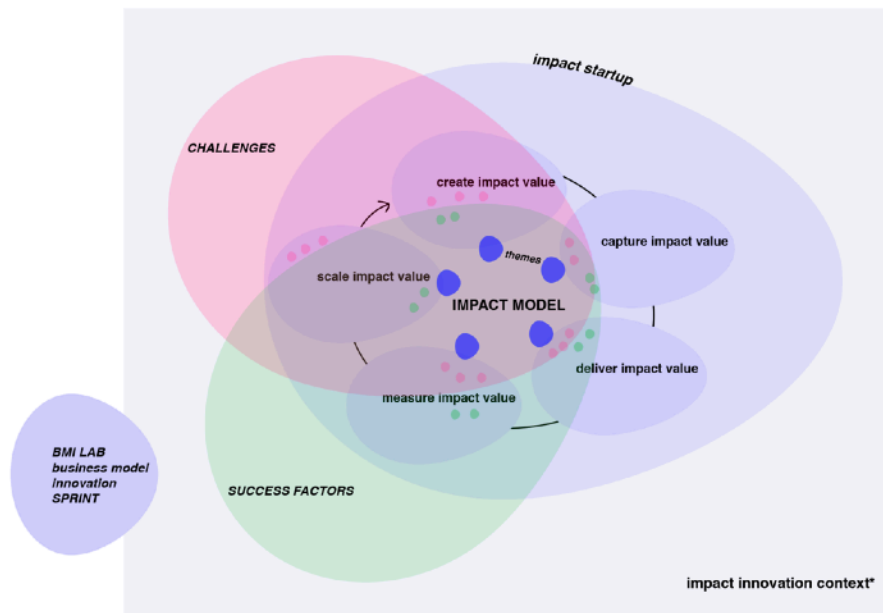 impact startup
CHALLENGES
create impact value
capture impact value
themes
scale impact value
IMPACT MODEL
deliver impact value
measure impact value
BMI LAB
business model
innovation
SPRINT
SUCCESS FACTORS
impact innovation context*